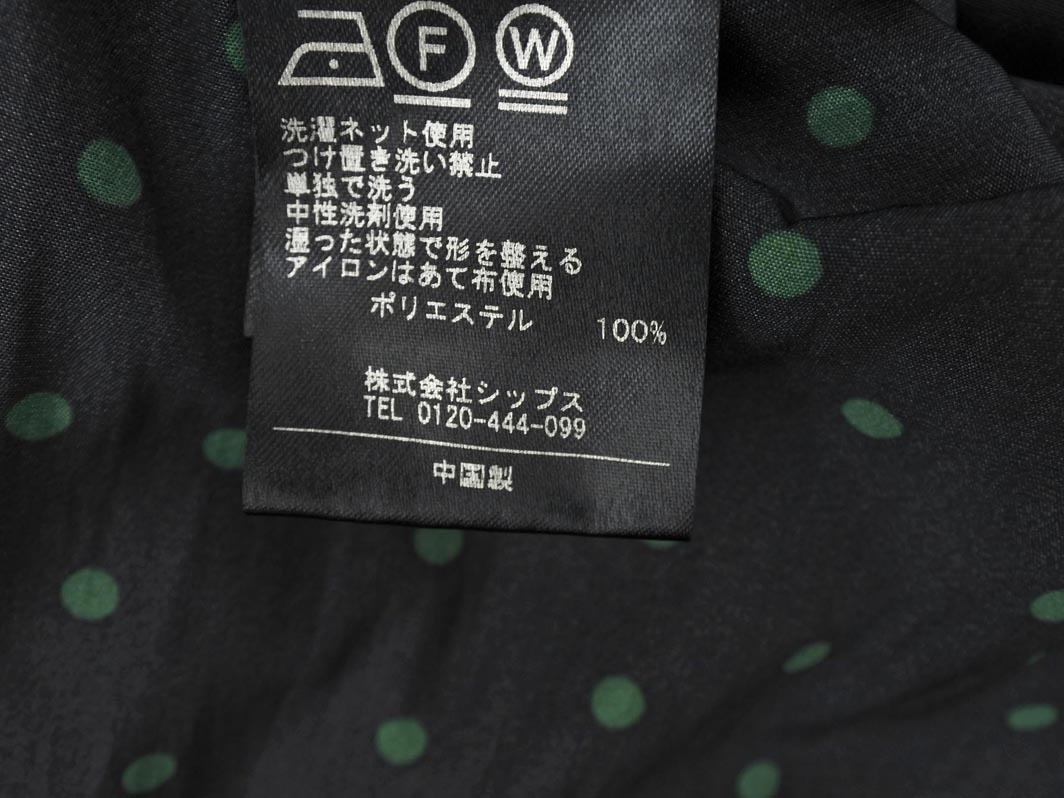 F W
洗濯ネット使用
つけ置き洗い禁止
単独で洗う
中性洗剤使用
湿った状態で形を整える
アイロンはあて布使用
ポリエステル 100%
株式会社シップス
TEL 0120-444-099
中国製